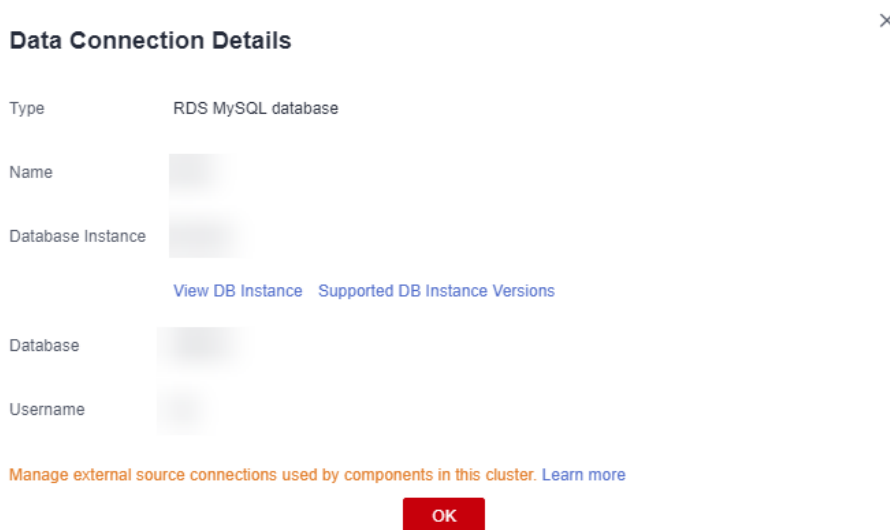 Data Connection Details
Type RDS MySQL database
Name
Database Instance
View DB Instance Supported DB Instance Versions
Database
Username
Manage external source connections used by components in this cluster. Learn more
OK